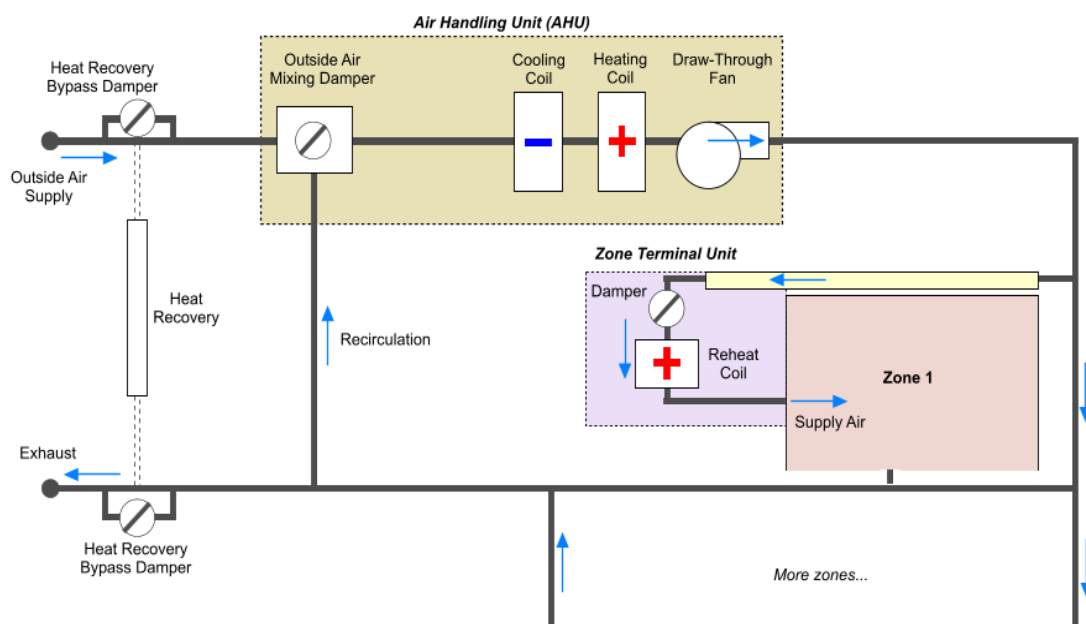 Air Handling Unit (AHU)
Heat Recovery
Bypass Damper
Outside Air
Mixing Damper
Cooling
Coil
Heating
Coil
Draw-Through
Fan
Outside Air
Supply
Zone Terminal Unit
Damper
Heat
Recovery
Recirculation
Reheat
Coil
Zone 1
Supply Air
Exhaust
Heat Recovery
Bypass Damper
More zones...